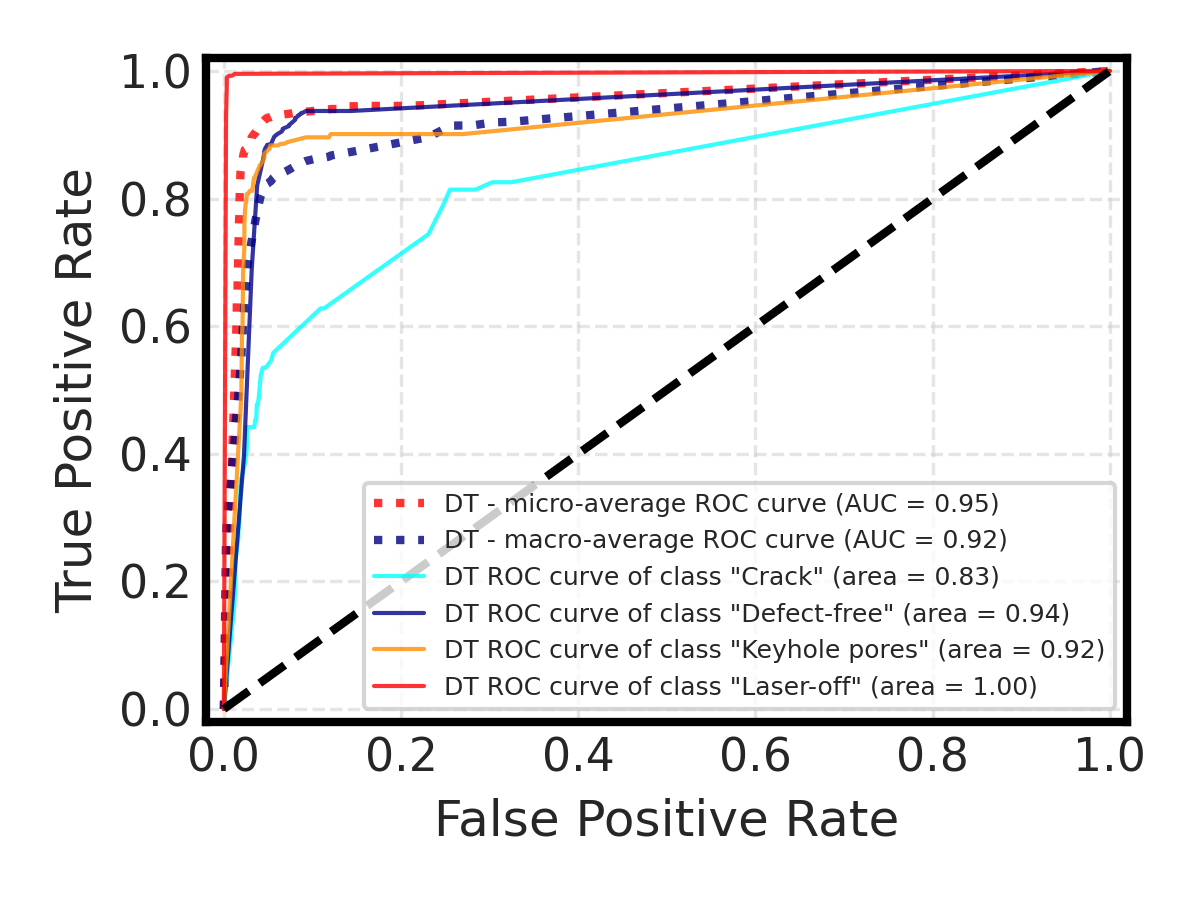 1.0
0.8
0.6
0.4
0.2
0.0
True Positive Rate
DT - micro-average ROC curve (AUC = 0.95)
DT - macro-average ROC curve (AUC = 0.92)
DT ROC curve of class "Crack" (area = 0.83)
DT ROC curve of class "Defect-free" (area = 0.94)
DT ROC curve of class "Keyhole pores" (area = 0.92)
DT ROC curve of class "Laser-off" (area = 1.00)
0.0 0.2 0.4 0.6 0.8 1.0
False Positive Rate